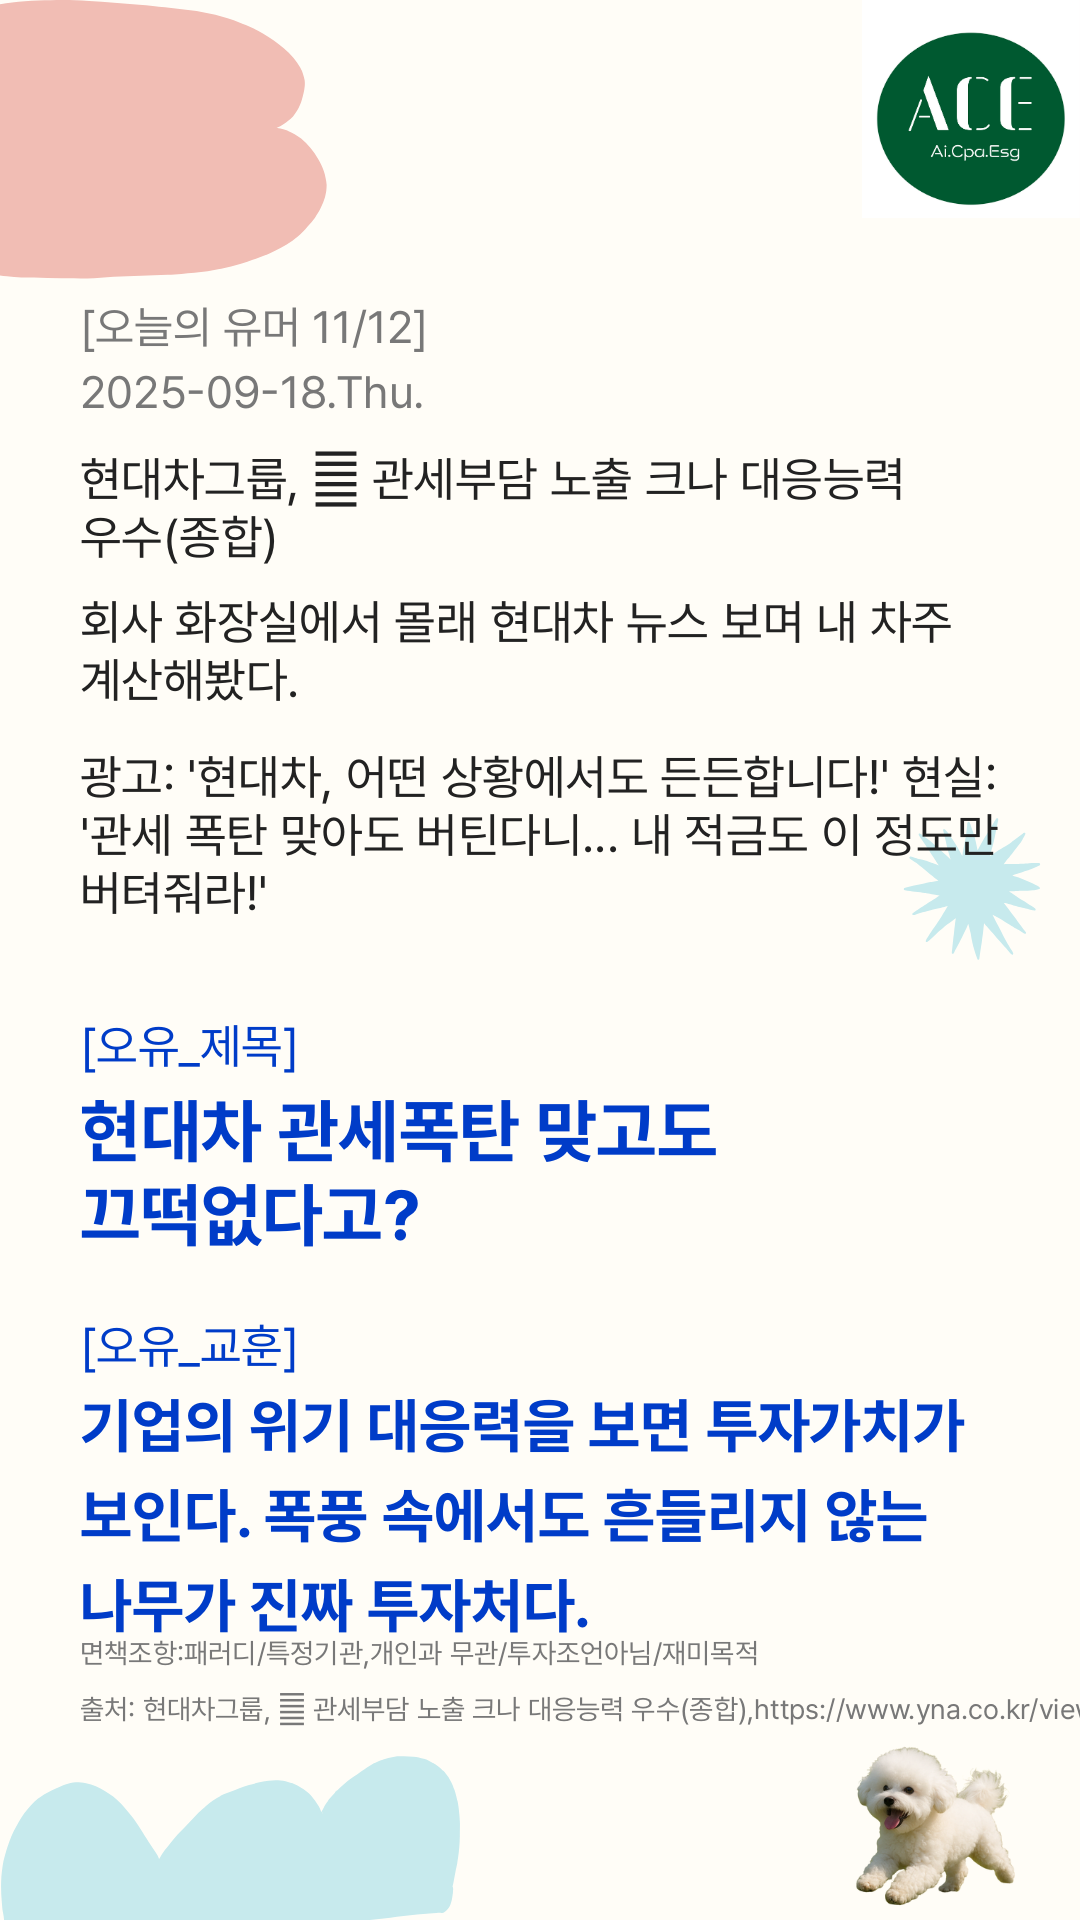 ACE
Ai.Cpa.Esg
[오늘의 유머 11/12]
2025-09-18.Thu.
현대차그룹, 관세부담 노출 크나 대응능력
우수(종합)
회사 화장실에서 몰래 현대차 뉴스 보며 내 차주
계산해봤다.
광고: '현대차, 어떤 상황에서도 든든합니다!' 현실:
'관세 폭탄 맞아도 버틴다니... 내 적금도 이 정도만
버텨줘라!'
[오유_제목]
현대차 관세폭탄 맞고도
끄떡없다고?
[오유_교훈]
기업의 위기 대응력을 보면 투자가치가
보인다. 폭풍 속에서도 흔들리지 않는
나무가 진짜 투자처다.
면책조항:패러디/특정기관,개인과 무관/투자조언아님/재미목적
출처: 현대차그룹, 관세부담 노출 크나 대응능력 우수(종합),https://www.yna.co.kr/view